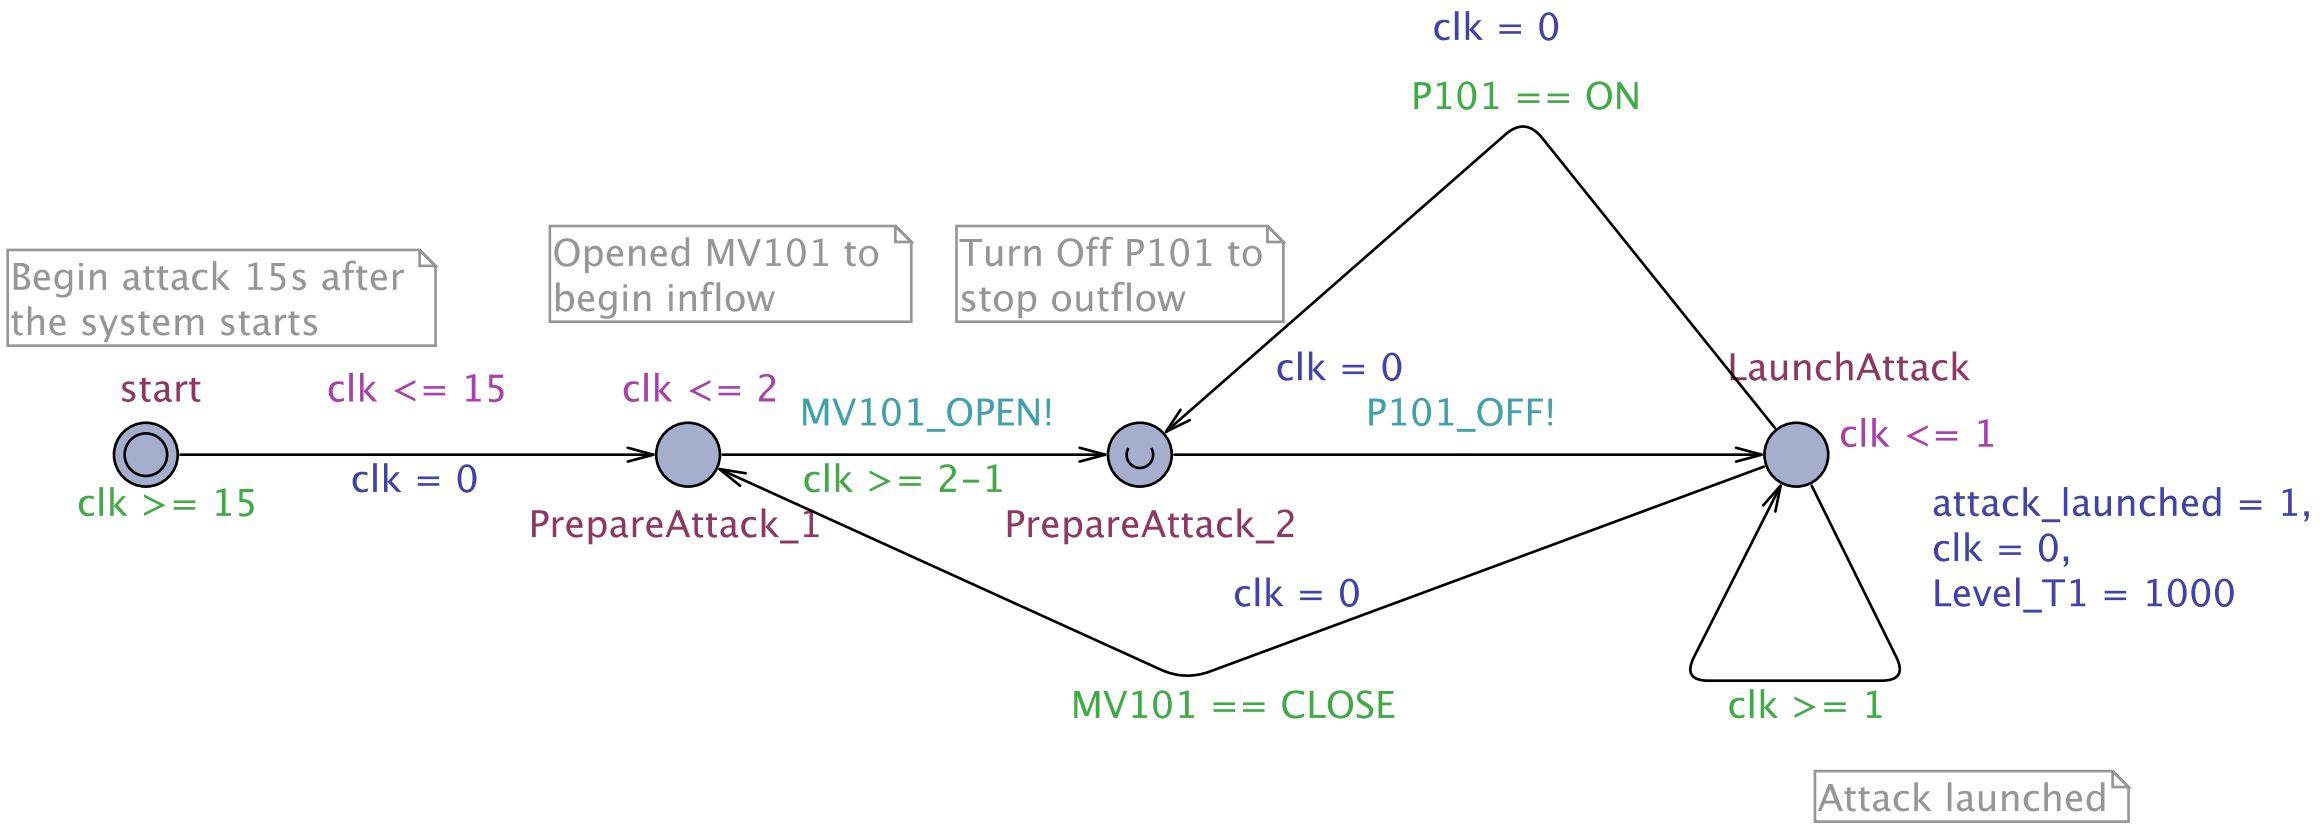 clk = 0
P101 == ON
Begin attack 15s after
the system starts
Opened MV101 to
begin inflow
Turn Off P101 to
stop outflow
start
clk <= 15
clk = 0
clk >= 15
clk <= 2
PrepareAttack_1
MV101_OPEN!
clk >= 2-1
PrepareAttack_2
clk = 0
P101_OFF!
LaunchAttack
clk <= 1
attack_launched = 1,
clk = 0,
Level_T1 = 1000
clk = 0
MV101 == CLOSE
clk >= 1
Attack launched